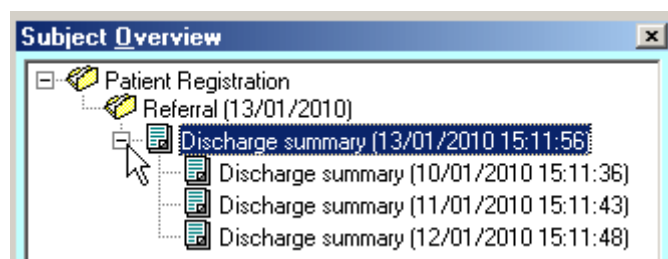 Subject Overview
Patient Registration
Referral (13/01/2010)
Discharge summary (13/01/2010 15:11:56)
Discharge summary (10/01/2010 15:11:36)
Discharge summary (11/01/2010 15:11:43)
Discharge summary (12/01/2010 15:11:48)